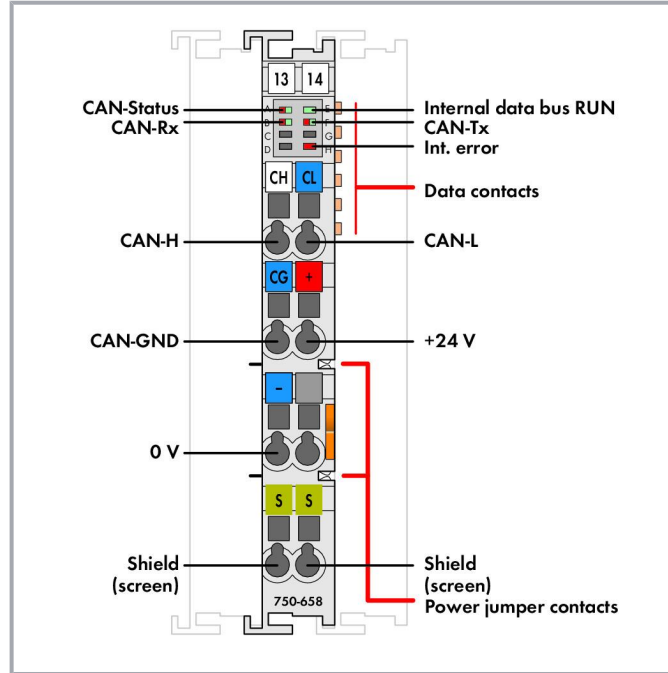 13 14
CAN-Status
A E
Internal data bus RUN
CAN-Rx
B F
CAN-Tx
C G
D H
Int. error
CH CL
Data contacts
CAN-H
CAN-L
CG +
CAN-GND
+24 V
-
0 V
S S
Shield
(screen)
Shield
(screen)
750-658
Power jumper contacts